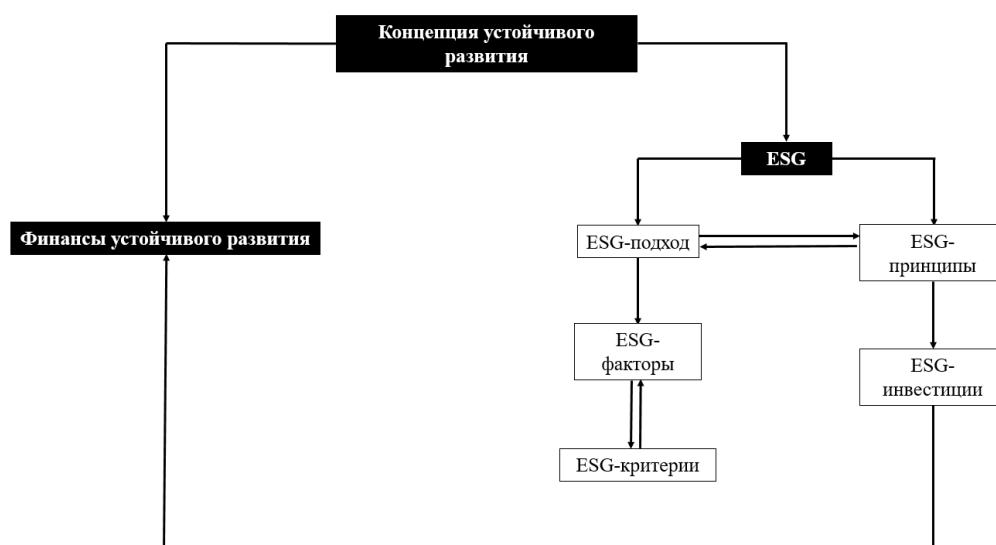 Концепция устойчивого
развития
ESG
Финансы устойчивого развития
ESG-подход
ESG-
принципы
ESG-
факторы
ESG-
инвестиции
ESG-критерии